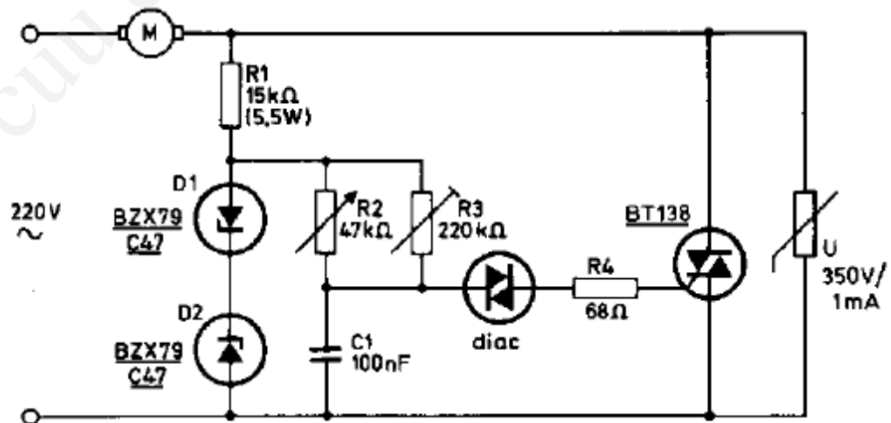 M
R1
15kΩ
(5,5W)
D1
220V
~
BZX79
C47
R2
47kΩ
R3
220kΩ
BT138
R4
68Ω
U
350V/
1mA
D2
BZX79
C47
C1
100nF
diac
cuu